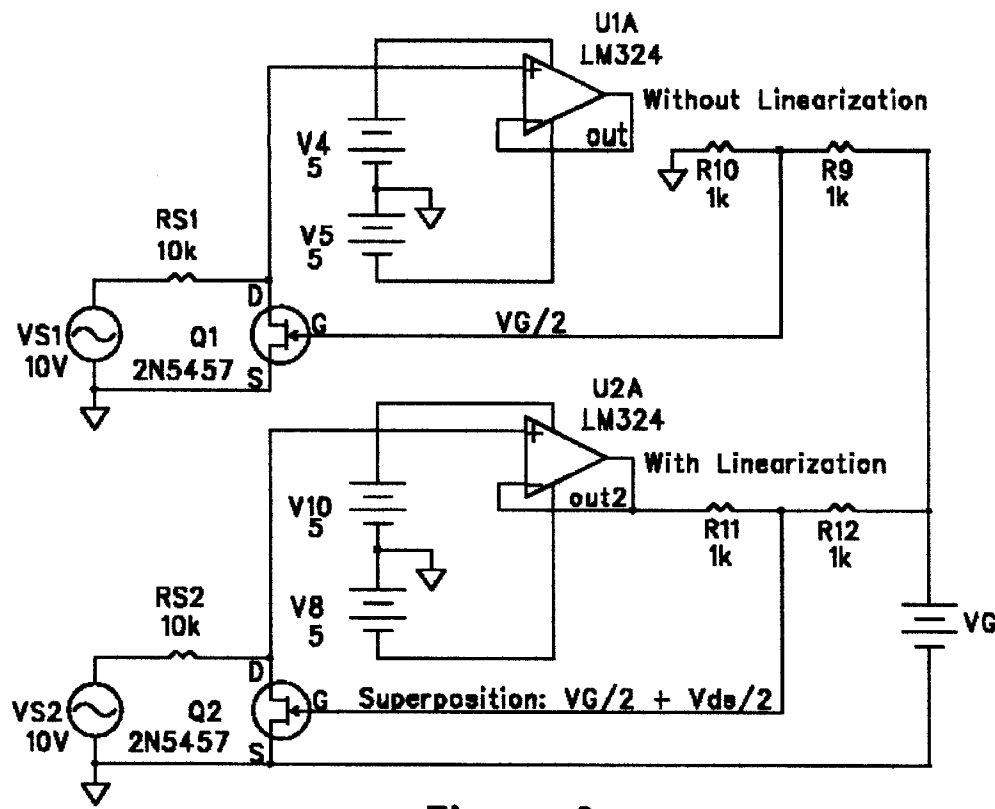 U1A
LM324
Without Linearization
out
V4
5
R10
1k
R9
1k
RS1
10k
V5
5
D
VS1
10V
Q1
2N5457
G
VG/2
S
U2A
LM324
With Linearization
out2
V10
5
R11
1k
R12
1k
RS2
10k
V8
5
VG
D
VS2
10V
Q2
2N5457
G
Superposition: VG/2 + Vds/2
S